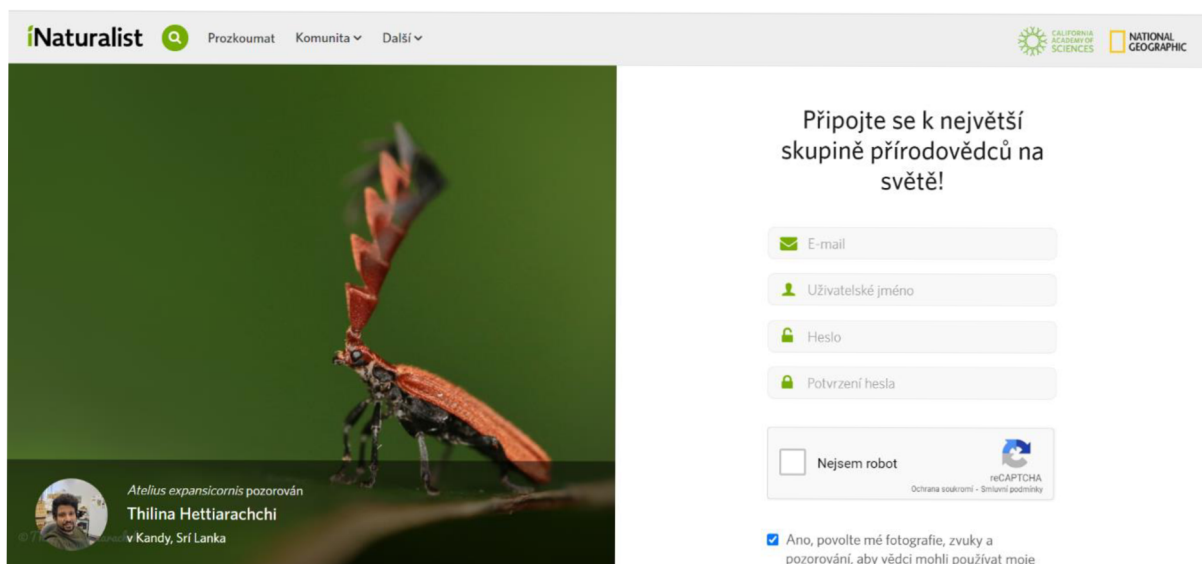 iNaturalist Prozkoumat Komunita Další CALIFORNIA ACADEMY OF SCIENCES NATIONAL GEOGRAPHIC
Připojte se k největší
skupině přírodovědců na
světě!
E-mail
Uživatelské jméno
Heslo
Potvrzení hesla
Nejsem robot
reCAPTCHA
Ochrana soukromí - Smluvní podmínky
Atelius expansicornis pozorován
Thilina Hettiarachchi
v Kandy, Srí Lanka
Ano, povolte mé fotografie, zvuky a
pozorování, aby vědci mohli používat moje